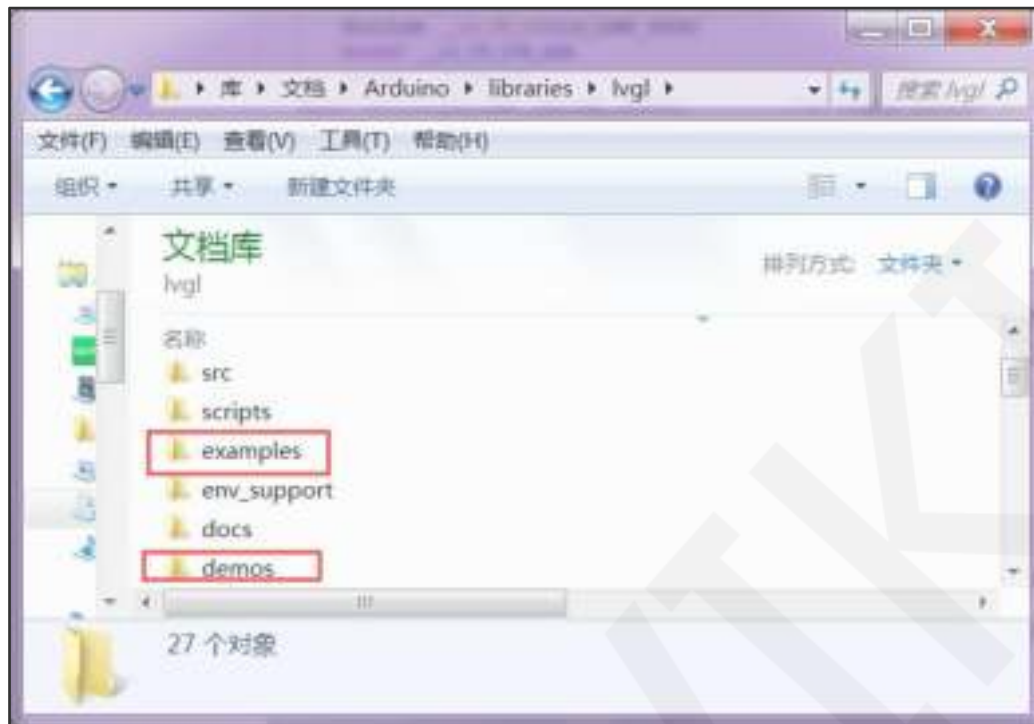 库 文档 Arduino libraries lvgl 搜索 lvgl
文件(F) 编辑(E) 查看(V) 工具(T) 帮助(H)
组织 共享 新建文件夹
文档库
lvgl
排列方式: 文件夹
名称
src
scripts
examples
env_support
docs
demos
27 个对象